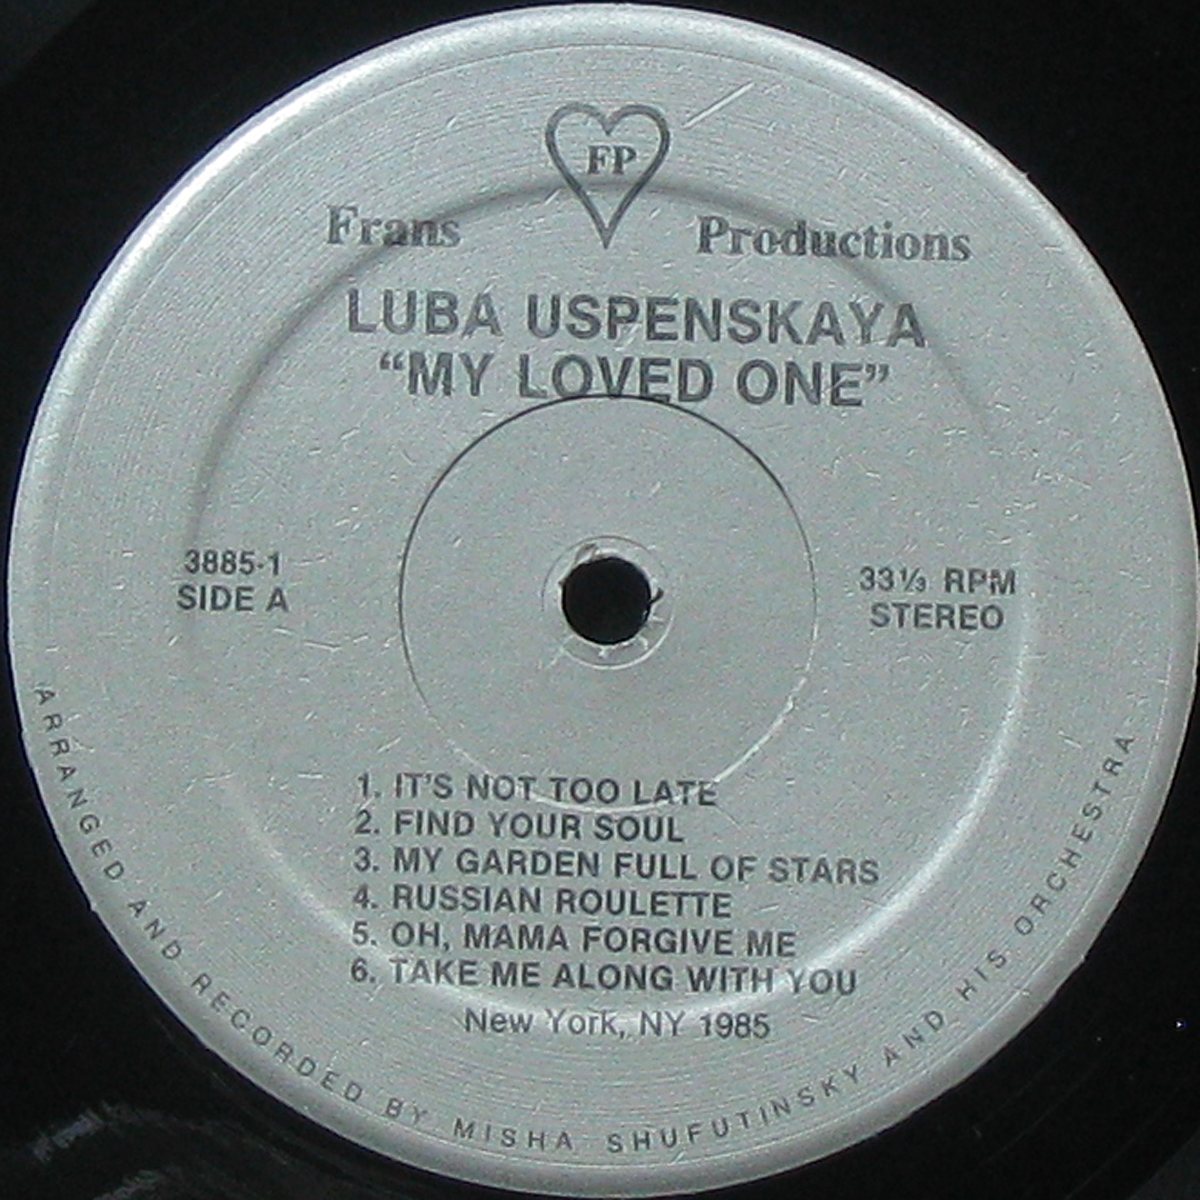 FP
Frans Productions
LUBA USPENSKAYA
“MY LOVED ONE”
3885-1
SIDE A
33⅓ RPM
STEREO
1. IT'S NOT TOO LATE
2. FIND YOUR SOUL
3. MY GARDEN FULL OF STARS
4. RUSSIAN ROULETTE
5. OH, MAMA FORGIVE ME
6. TAKE ME ALONG WITH YOU
New York, NY 1985
ARRANGED AND RECORDED BY MISHA SHUFUTINSKY AND HIS ORCHESTRA